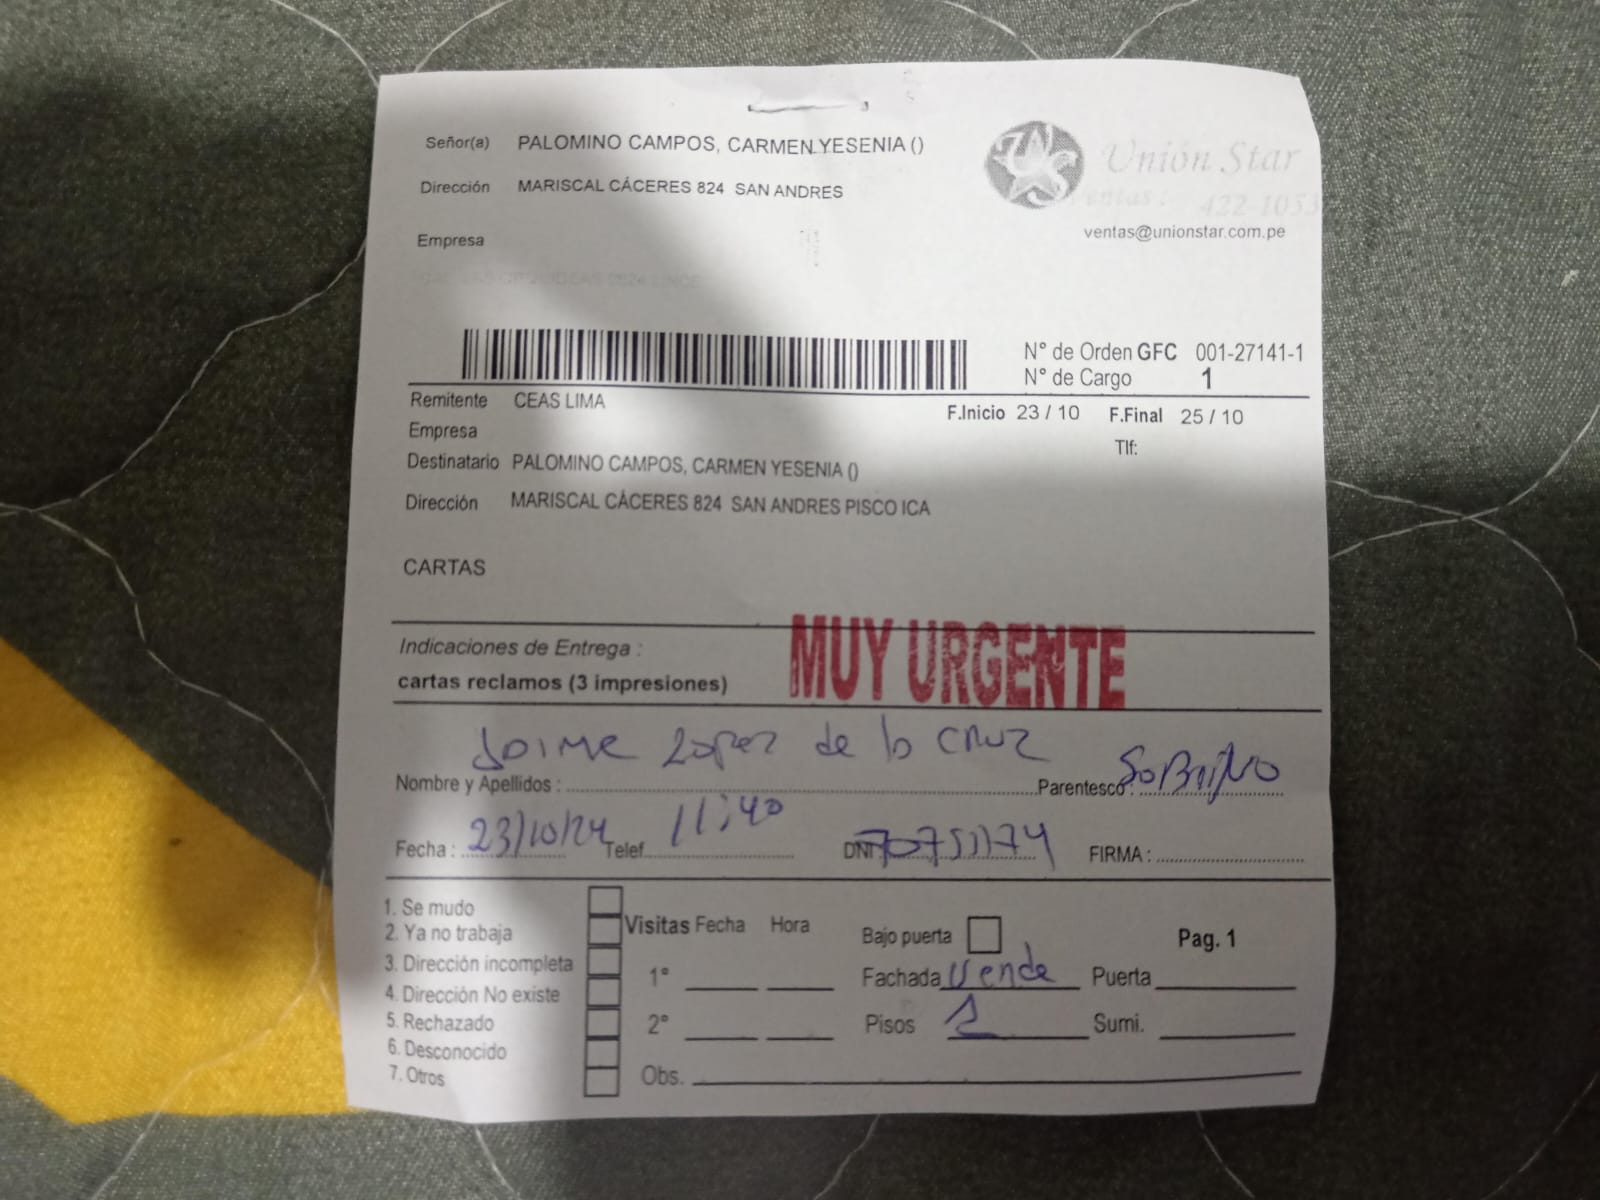 Señor(a) PALOMINO CAMPOS, CARMEN YESENIA ()
Dirección MARISCAL CÁCERES 824 SAN ANDRES
Empresa
Unión Star
Ventas: 422-1053
ventas@unionstar.com.pe
N° de Orden GFC 001-27141-1
N° de Cargo 1
Remitente CEAS LIMA
F.Inicio 23 / 10 F.Final 25 / 10
Empresa
Tlf:
Destinatario PALOMINO CAMPOS, CARMEN YESENIA ()
Dirección MARISCAL CÁCERES 824 SAN ANDRES PISCO ICA
CARTAS
Indicaciones de Entrega :
cartas reclamos (3 impresiones)
MUY URGENTE
Jaime Lopez de la Cruz
Nombre y Apellidos : Parentesco : Sobrino
Fecha : 23/10/24 Telef. 11:40 DNI 70751174 FIRMA :
1. Se mudo
2. Ya no trabaja
3. Dirección incompleta
4. Dirección No existe
5. Rechazado
6. Desconocido
7. Otros
Visitas Fecha Hora
1°
2°
Obs.
Bajo puerta Pag. 1
Fachada Verde Puerta
Pisos 1 Sumi.